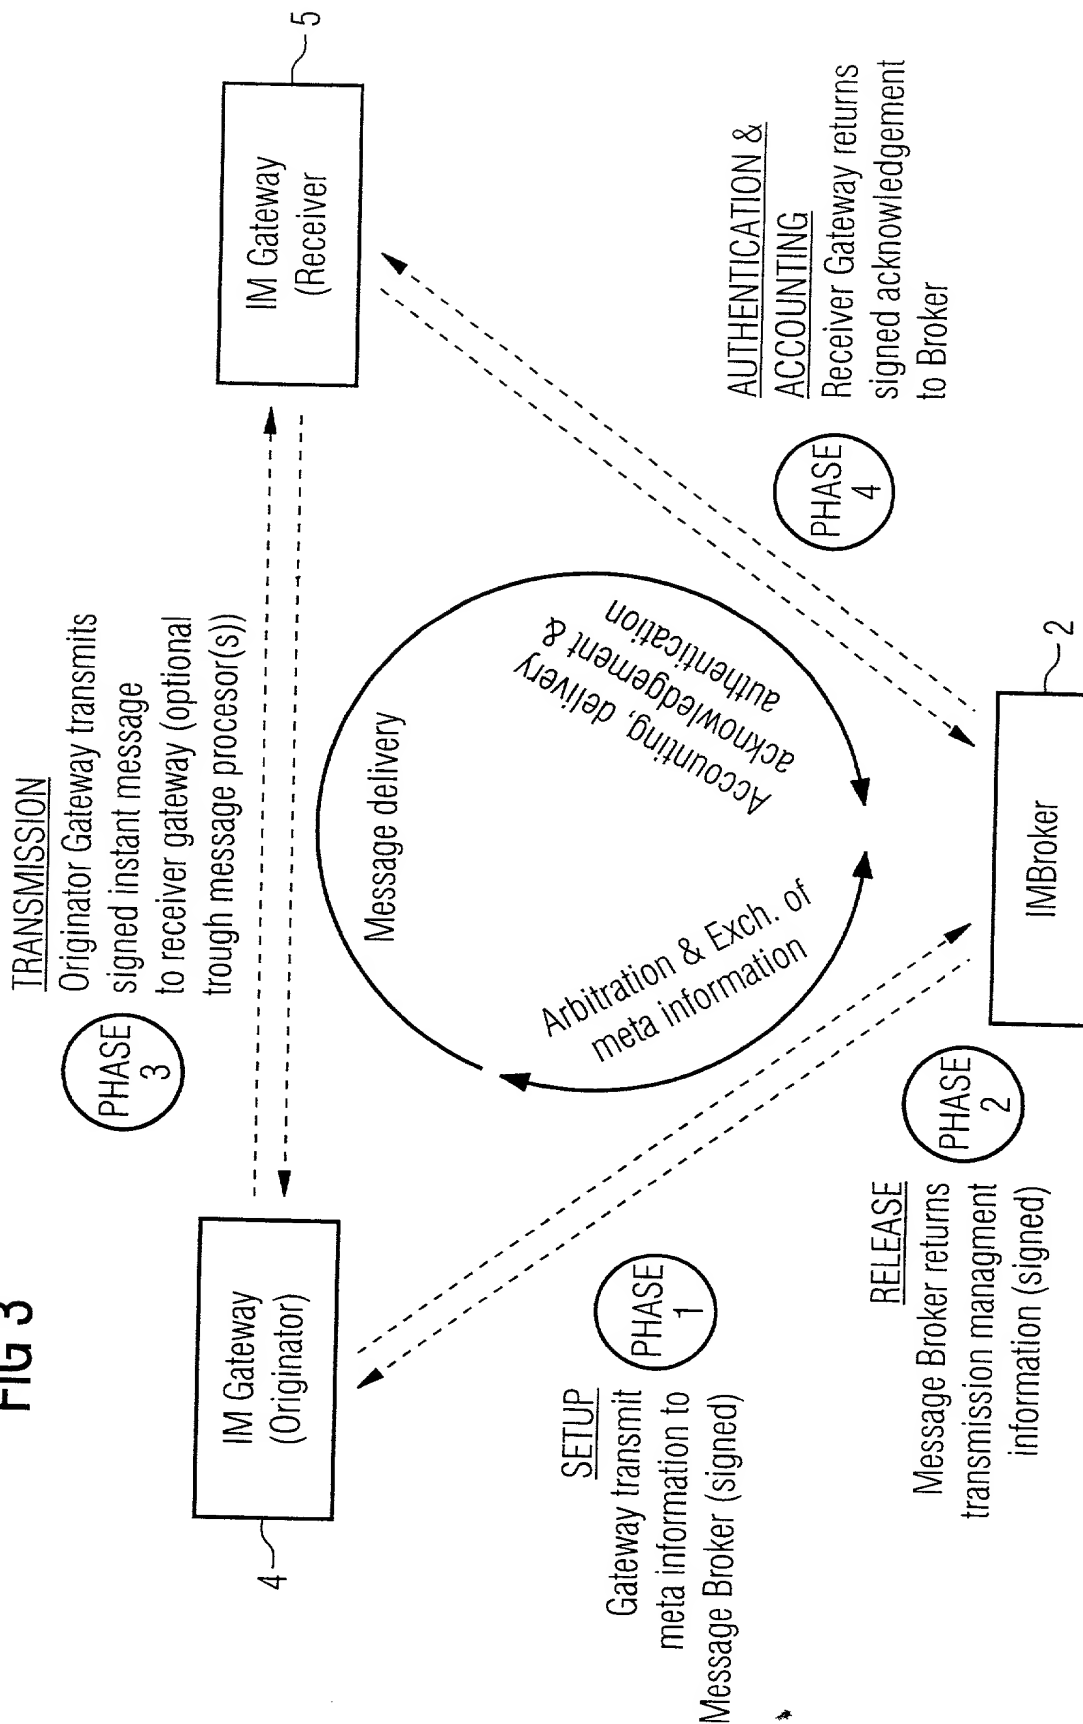 FIG 3
TRANSMISSION
Originator Gateway transmits
signed instant message
to receiver gateway (optional
trough message procesor(s))
PHASE
3
IM Gateway
(Originator)
4
IM Gateway
(Receiver
5
Message delivery
Arbitration & Exch. of
meta information
Accounting, delivery
acknowledgement &
authentication
SETUP
Gateway transmit
meta information to
Message Broker (signed)
PHASE
1
RELEASE
Message Broker returns
transmission managment
information (signed)
PHASE
2
IMBroker
2
PHASE
4
AUTHENTICATION &
ACCOUNTING
Receiver Gateway returns
signed acknowledgement
to Broker